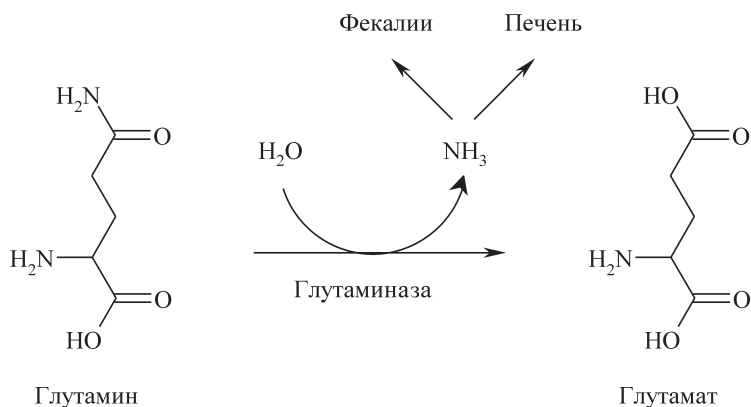 Фекалии Печень
H₂N HO
O H₂O NH₃ O
H₂N H₂N
Глутаминаза
O O
HO HO
Глутамин Глутамат